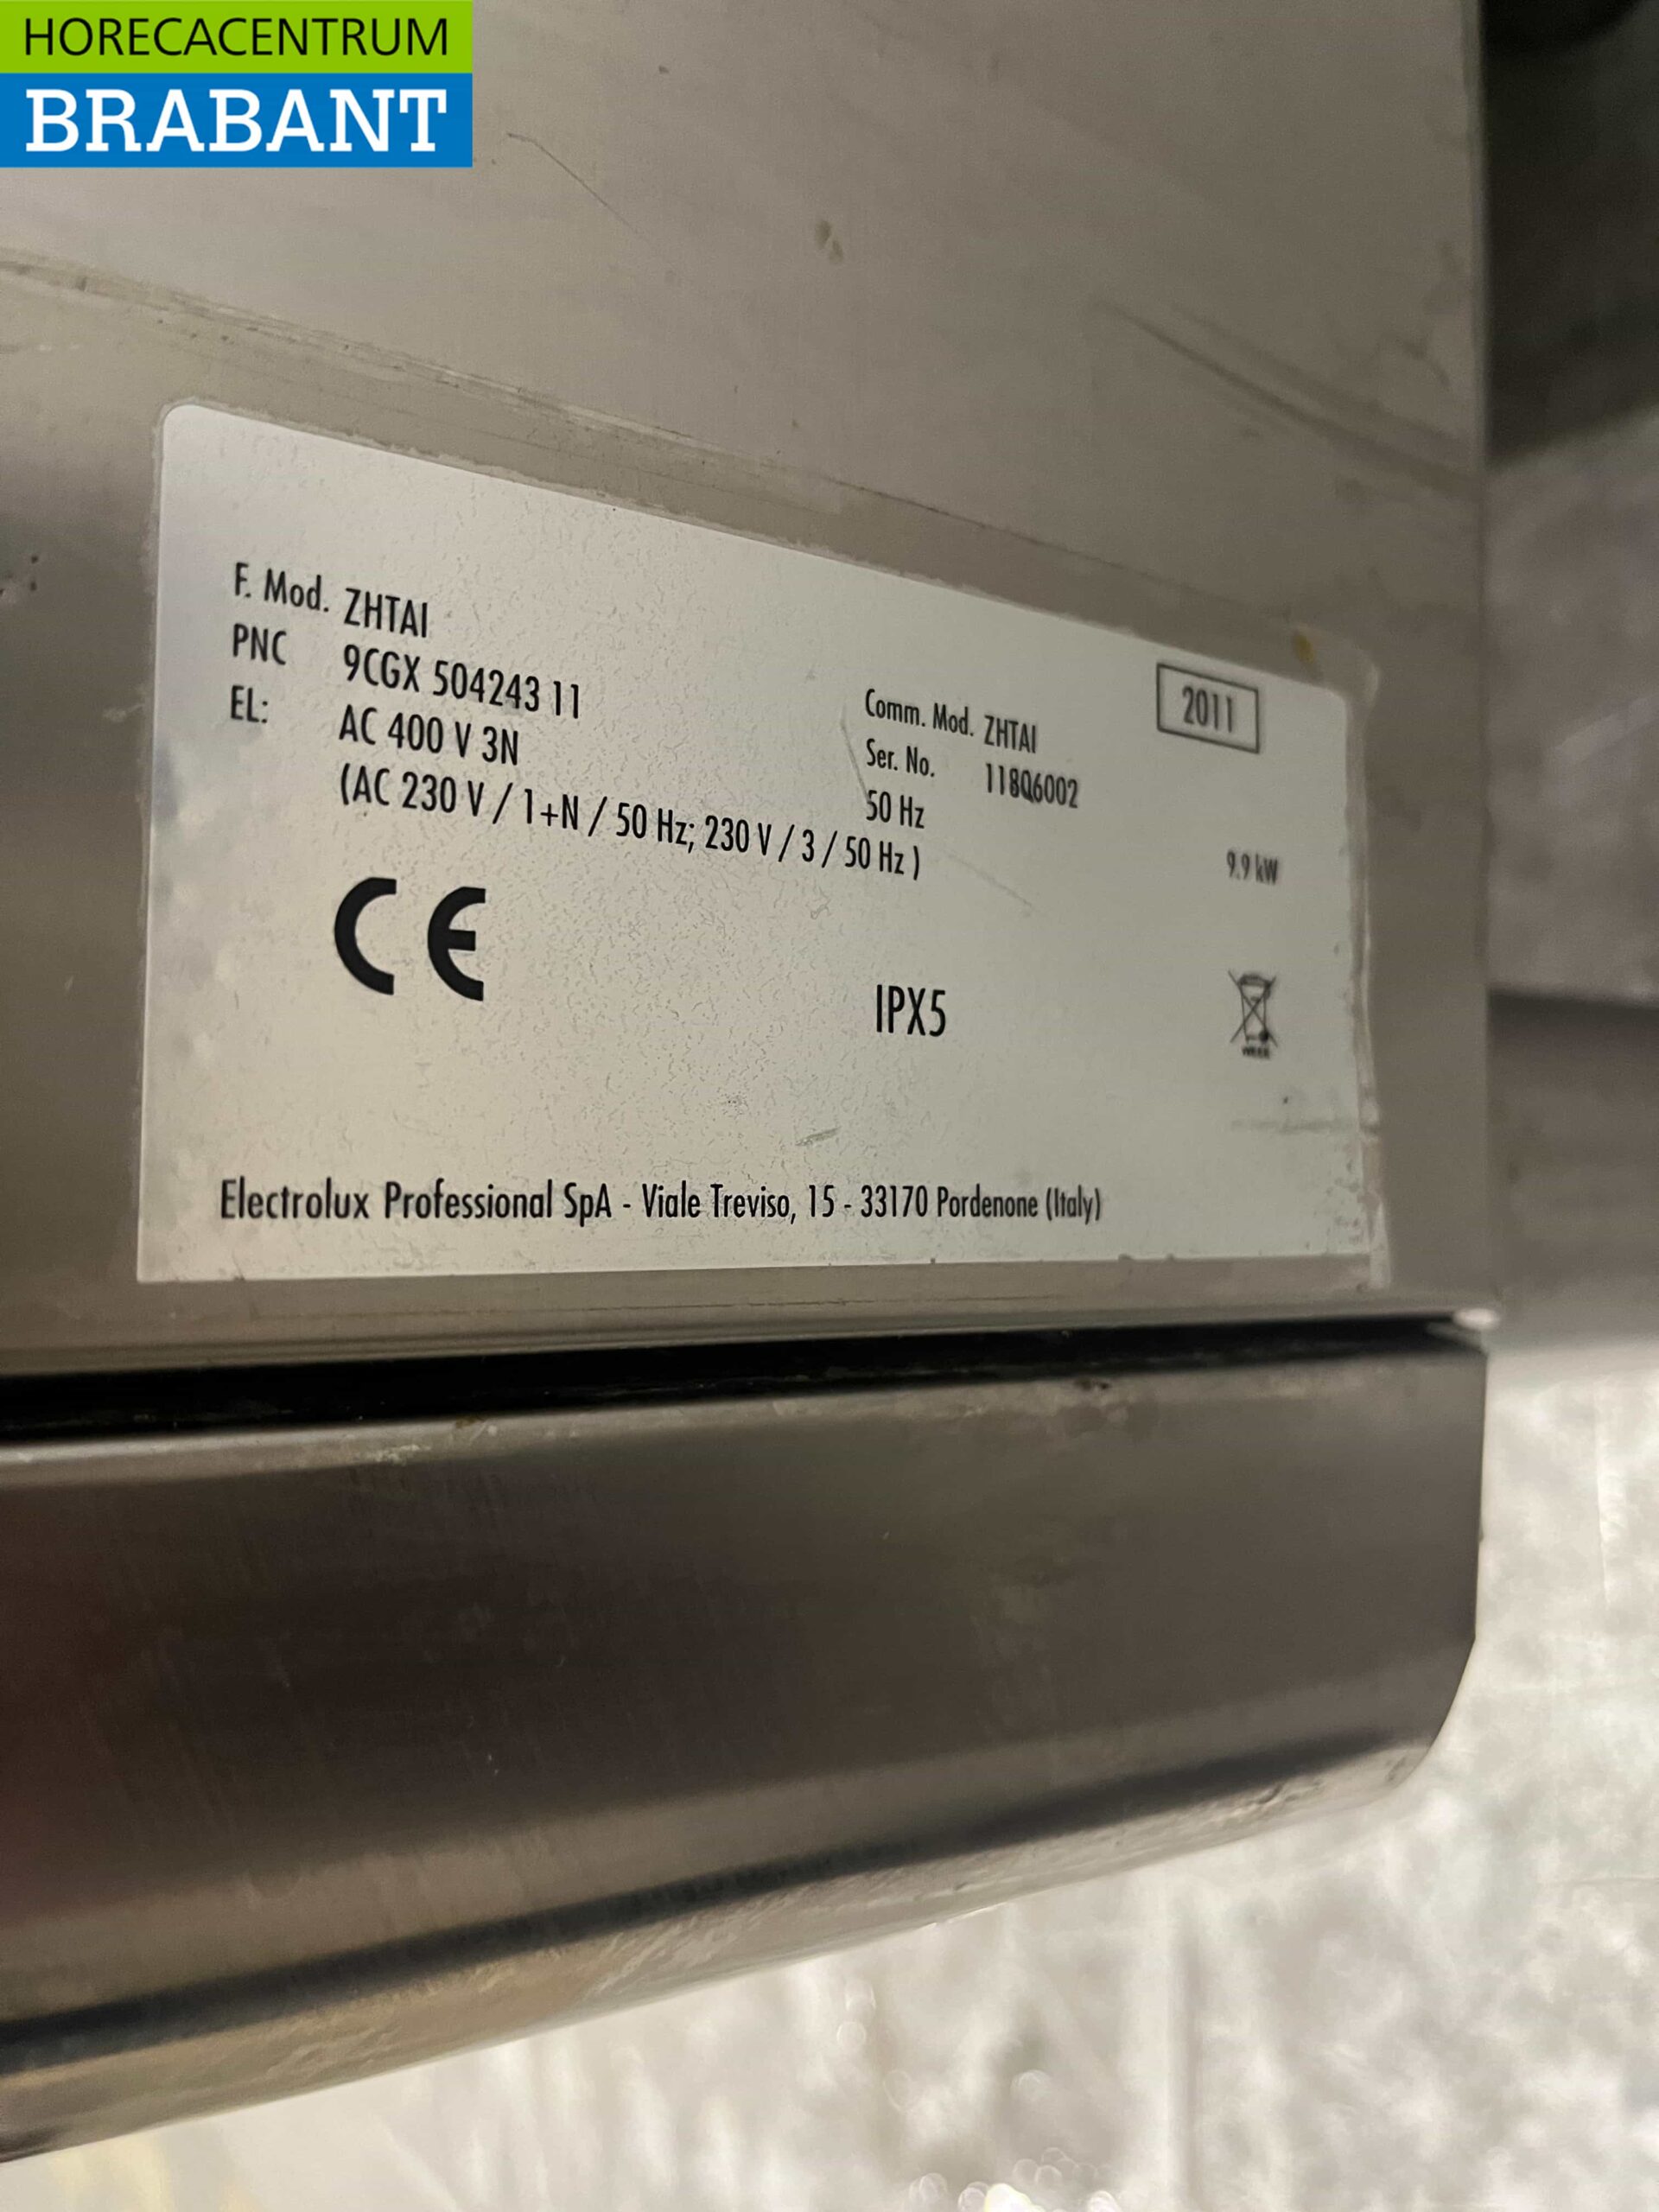 HORECACENTRUM
BRABANT
2011
F. Mod. ZHTAI Comm. Mod. ZHTAI
PNC 9CGX 504243 11 Ser. No. 118Q6002
EL: AC 400 V 3N 50 Hz 9.9 kW
(AC 230 V / 1+N / 50 Hz; 230 V / 3 / 50 Hz )
CE
IPX5
Electrolux Professional SpA - Viale Treviso, 15 - 33170 Pordenone (Italy)